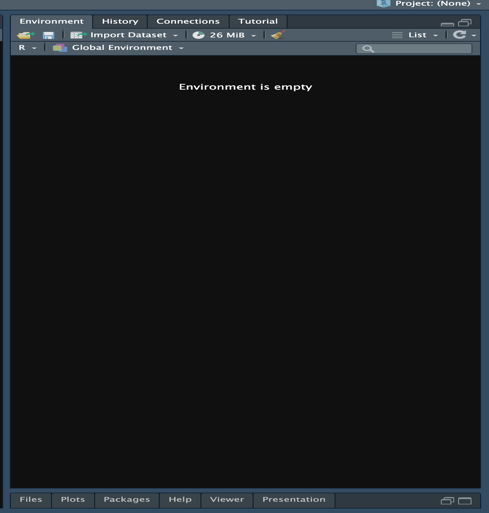 Project: (None)
Environment History Connections Tutorial
Import Dataset 26 MiB List
R Global Environment
Environment is empty
Files Plots Packages Help Viewer Presentation